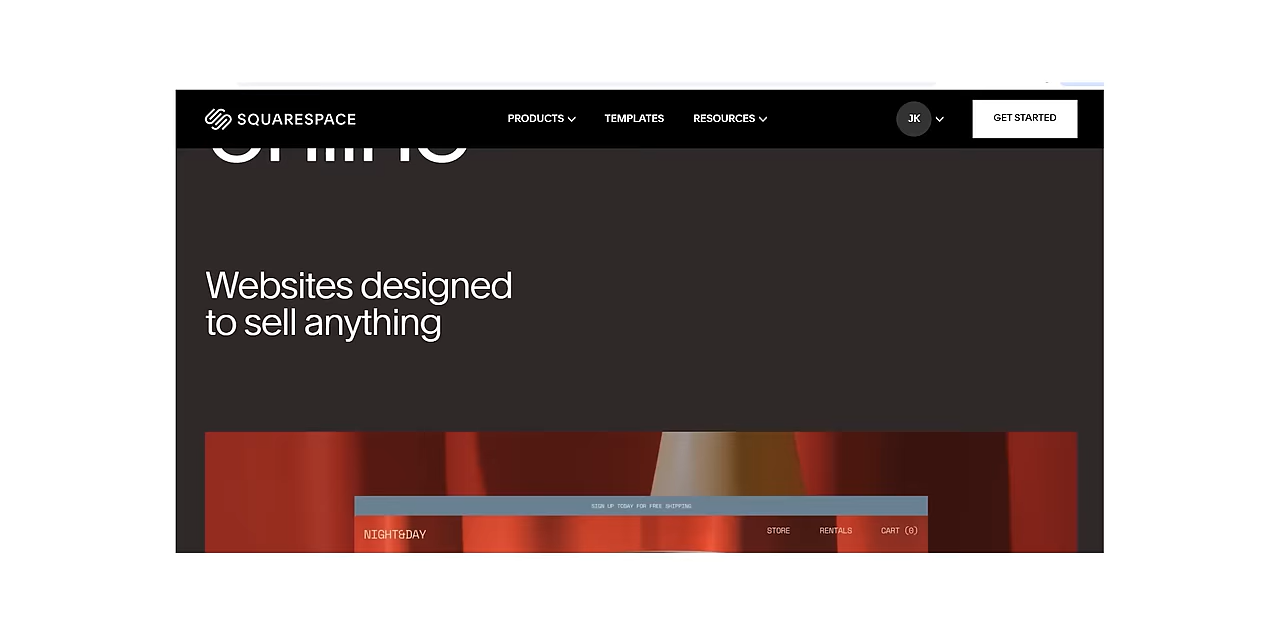 SQUARESPACE
PRODUCTS
TEMPLATES
RESOURCES
JK
GET STARTED
Websites designed
to sell anything
SIGN UP TODAY FOR FREE SHIPPING
NIGHT&DAY
STORE
RENTALS
CART (0)